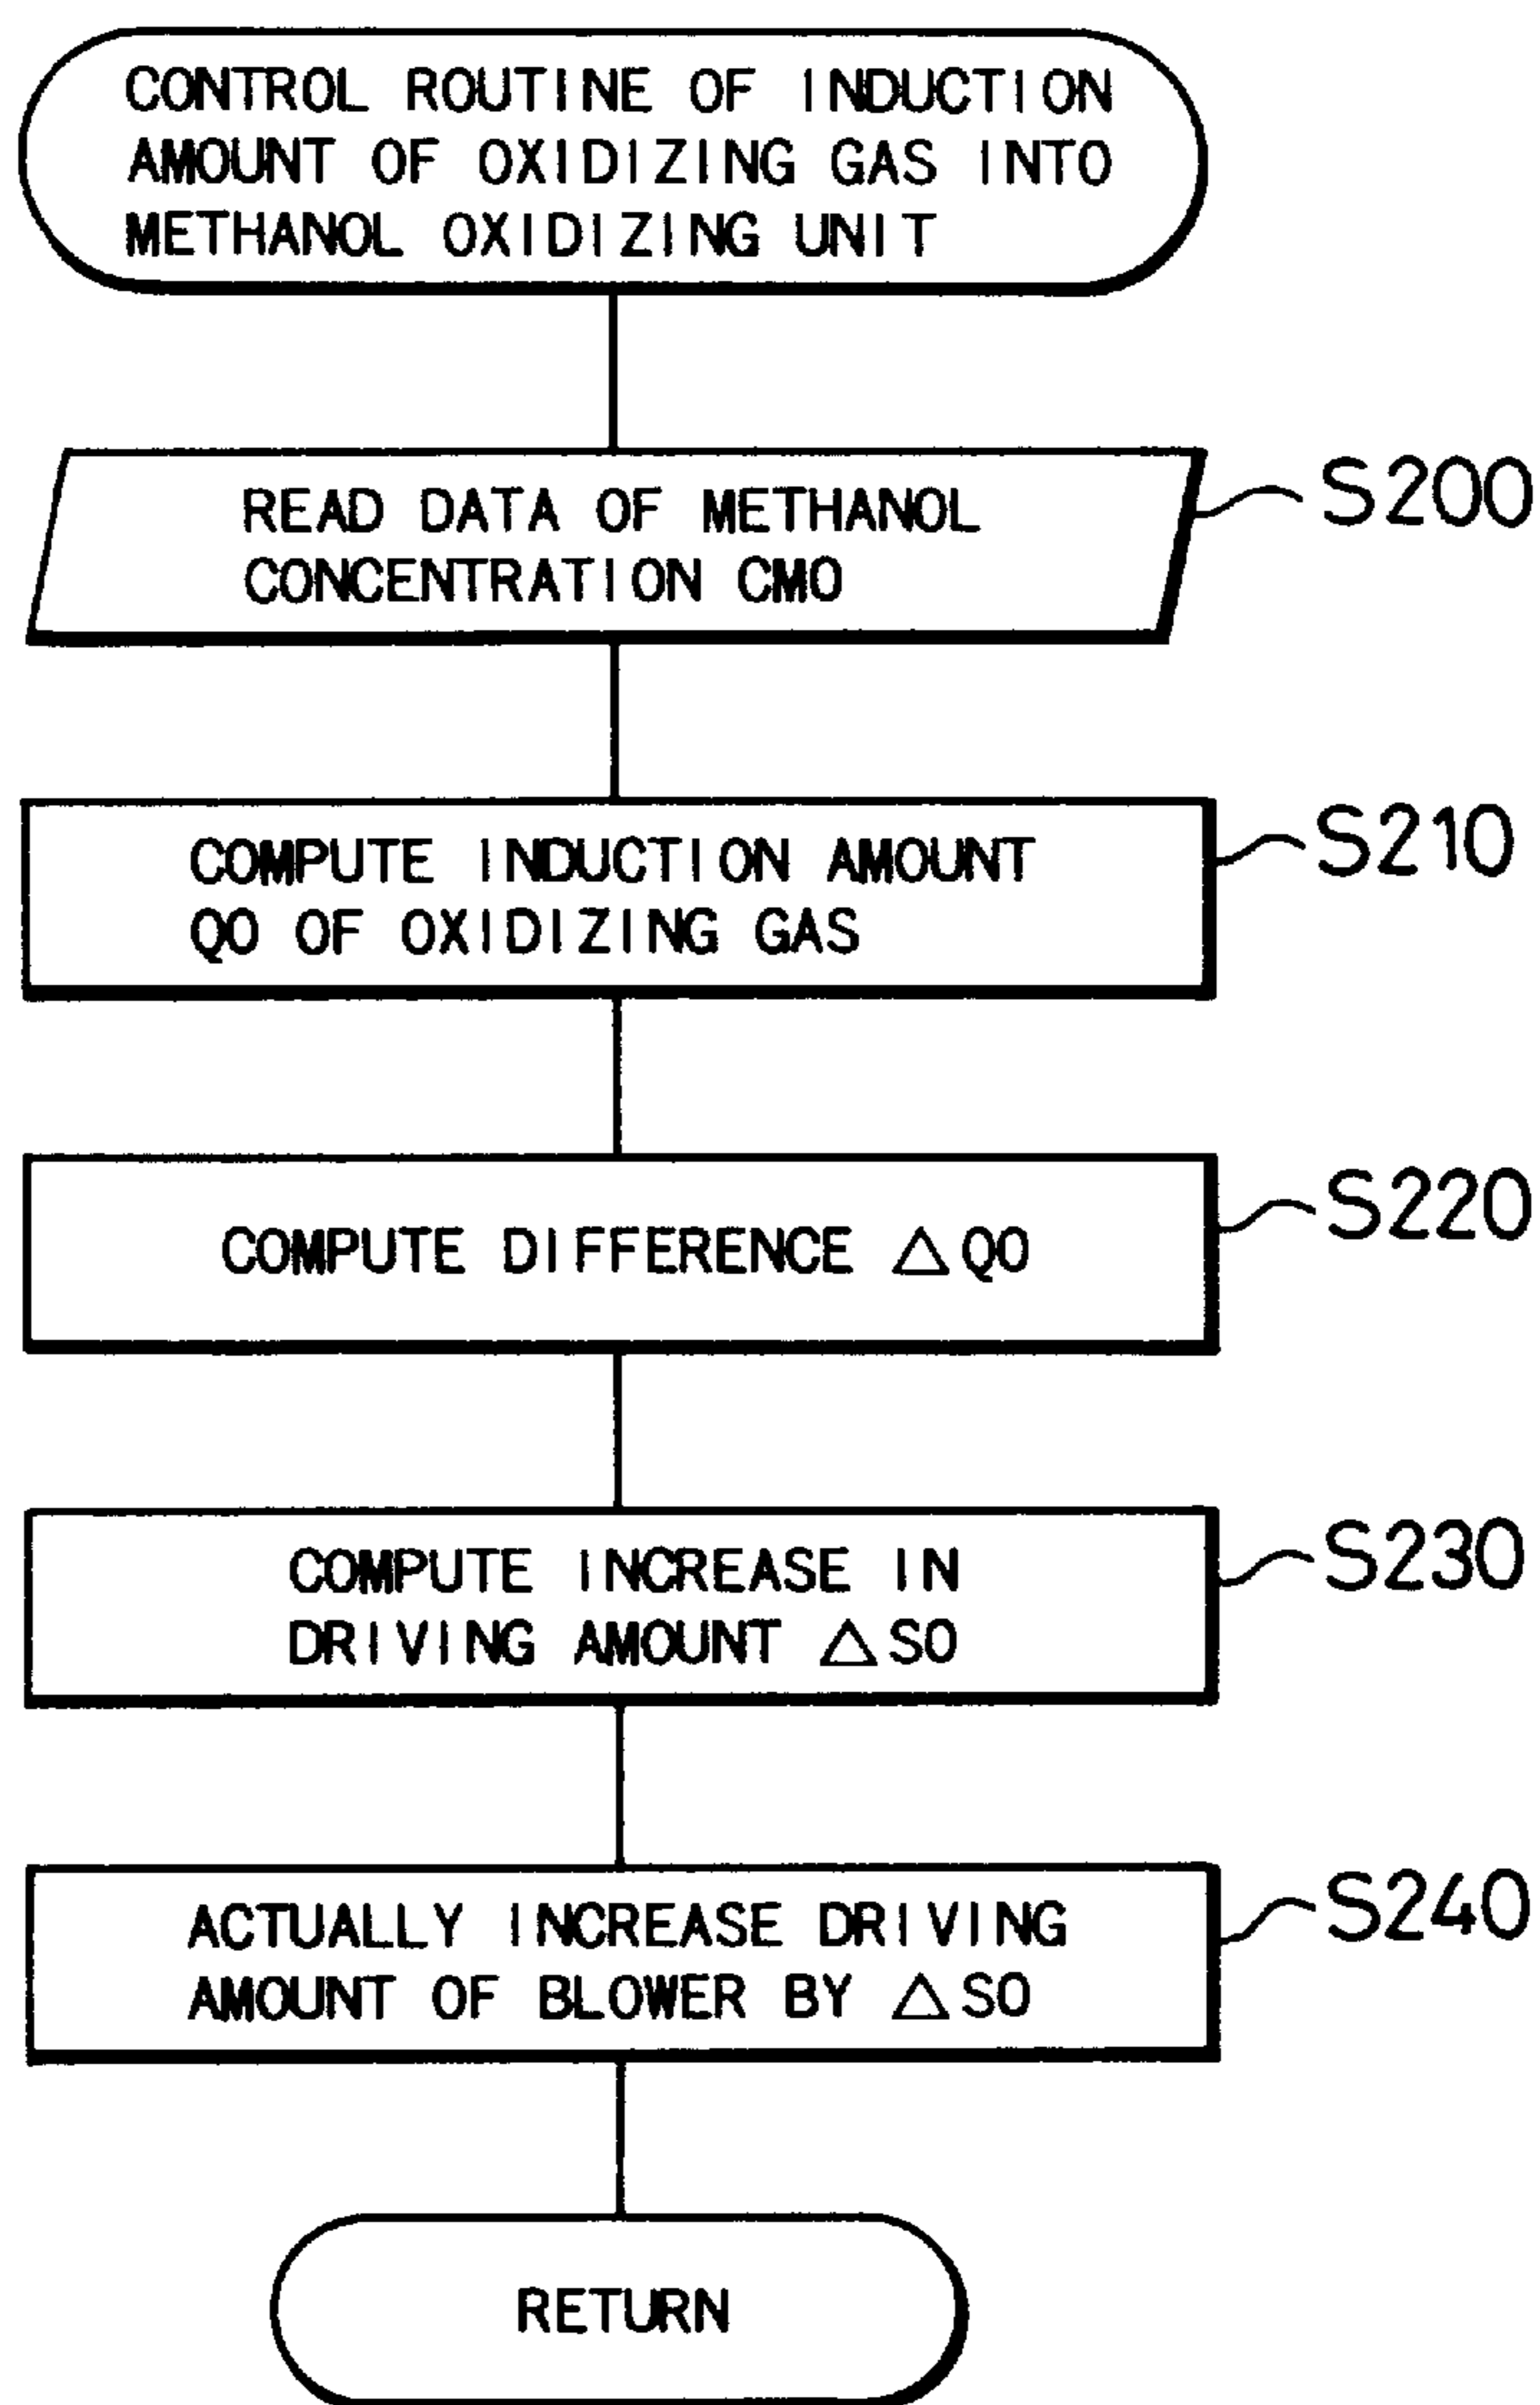 CONTROL ROUTINE OF INDUCTION
AMOUNT OF OXIDIZING GAS INTO
METHANOL OXIDIZING UNIT
READ DATA OF METHANOL
CONCENTRATION CMO
S200
COMPUTE INDUCTION AMOUNT
QO OF OXIDIZING GAS
S210
COMPUTE DIFFERENCE △QO
S220
COMPUTE INCREASE IN
DRIVING AMOUNT △SO
S230
ACTUALLY INCREASE DRIVING
AMOUNT OF BLOWER BY △SO
S240
RETURN